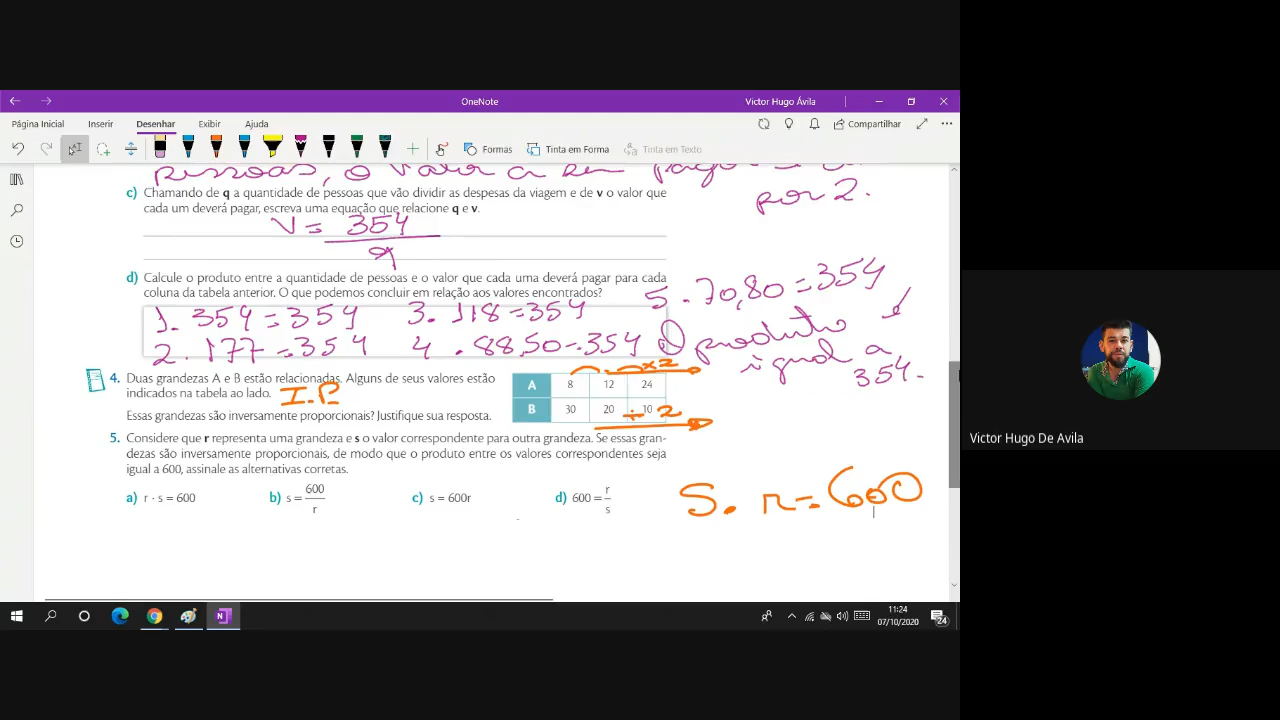 OneNote
Victor Hugo Ávila
Página Inicial Inserir Desenhar Exibir Ajuda
Compartilhar
Formas Tinta em Forma Tinta em Texto
pessoas, o valor a ser pago
por 2.
c) Chamando de q a quantidade de pessoas que vão dividir as despesas da viagem e de v o valor que
cada um deverá pagar, escreva uma equação que relacione q e v.
V = 354
q
d) Calcule o produto entre a quantidade de pessoas e o valor que cada uma deverá pagar para cada
coluna da tabela anterior. O que podemos concluir em relação aos valores encontrados?
1. 354 = 354 3. 118 = 354 5. 70,80 = 354
2. 177 = 354 4. 88,50 = 354 O produto é
igual a
354.
4. Duas grandezas A e B estão relacionadas. Alguns de seus valores estão
indicados na tabela ao lado. I.P.
Essas grandezas são inversamente proporcionais? Justifique sua resposta.
×2
A 8 12 24
B 30 20 10
÷ 2
5. Considere que r representa uma grandeza e s o valor correspondente para outra grandeza. Se essas gran-
dezas são inversamente proporcionais, de modo que o produto entre os valores correspondentes seja
igual a 600, assinale as alternativas corretas.
a) r · s = 600 b) s = 600/r c) s = 600r d) 600 = r/s
S. r = 600
Victor Hugo De Avila
11:24
07/10/2020
24